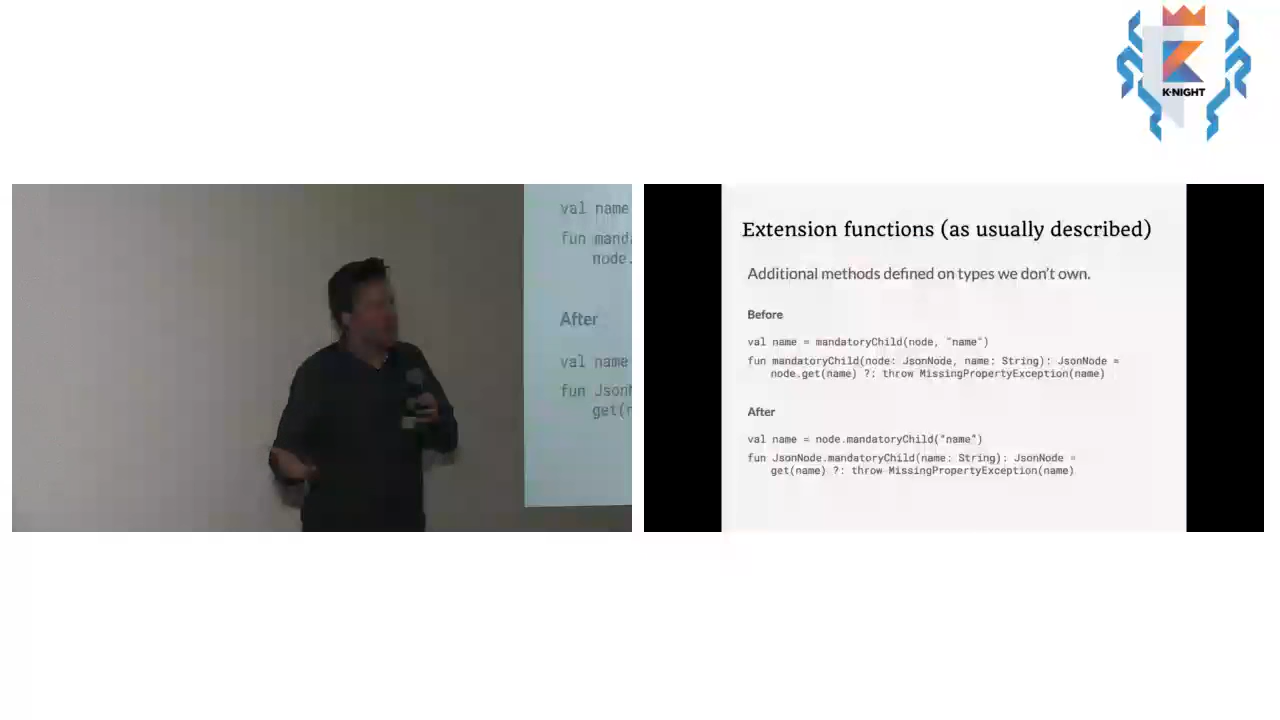 K-NIGHT
val name
fun manda
node.
After
val name
fun JsonN
get(n
Extension functions (as usually described)
Additional methods defined on types we don't own.
Before
val name = mandatoryChild(node, "name")
fun mandatoryChild(node: JsonNode, name: String): JsonNode =
node.get(name) ?: throw MissingPropertyException(name)
After
val name = node.mandatoryChild("name")
fun JsonNode.mandatoryChild(name: String): JsonNode =
get(name) ?: throw MissingPropertyException(name)